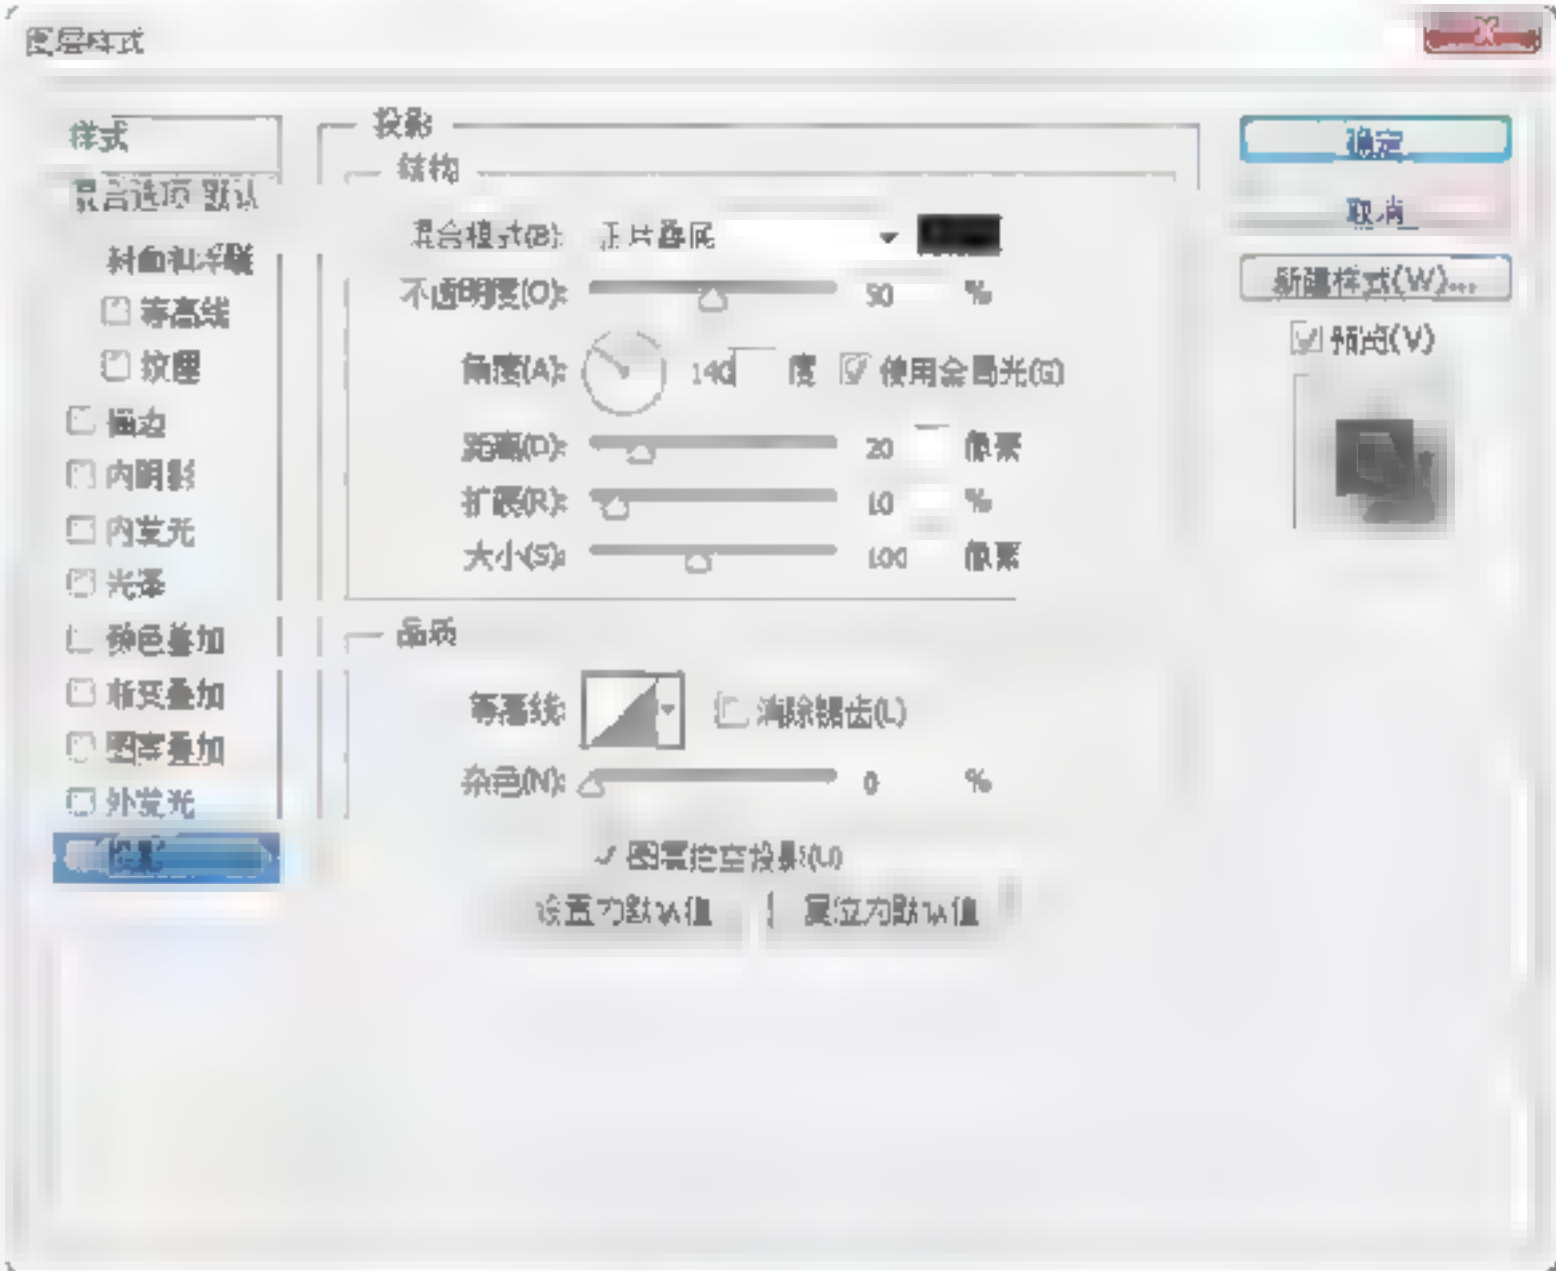 图层样式
样式
混合选项:默认
斜面和浮雕
等高线
纹理
描边
内阴影
内发光
光泽
颜色叠加
渐变叠加
图案叠加
外发光
投影
投影
结构
混合模式(B): 正片叠底
不透明度(O): 50 %
角度(A): 140 度 使用全局光(G)
距离(D): 20 像素
扩展(R): 10 %
大小(S): 100 像素
品质
等高线: 消除锯齿(L)
杂色(N): 0 %
图层挖空投影(U)
设置为默认值 复位为默认值
确定
取消
新建样式(W)...
预览(V)